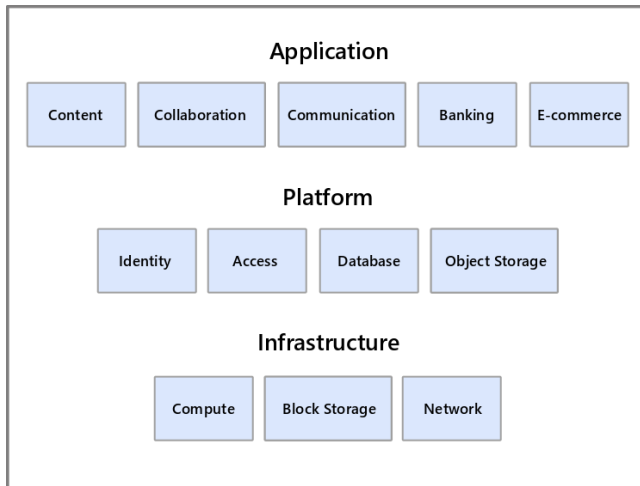 Application
Content Collaboration Communication Banking E-commerce
Platform
Identity Access Database Object Storage
Infrastructure
Compute Block Storage Network